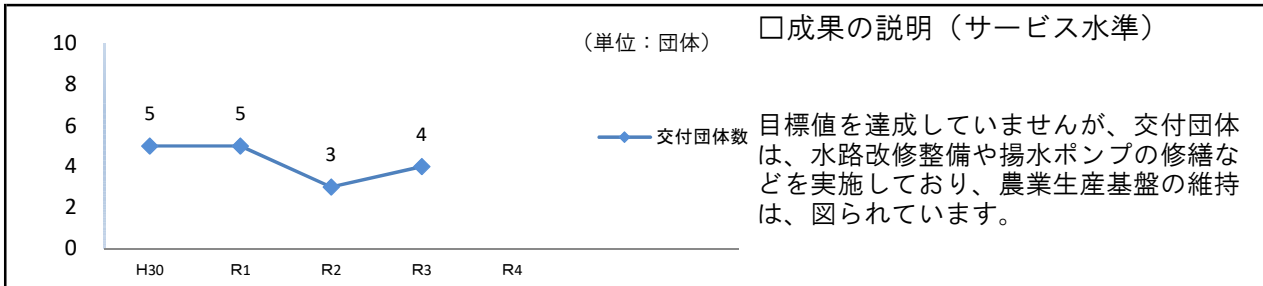 10
8
6
4
2
0
（単位：団体）
5
5
3
4
交付団体数
H30
R1
R2
R3
R4
□成果の説明（サービス水準）
目標値を達成していませんが、交付団体
は、水路改修整備や揚水ポンプの修繕な
どを実施しており、農業生産基盤の維持
は、図られています。